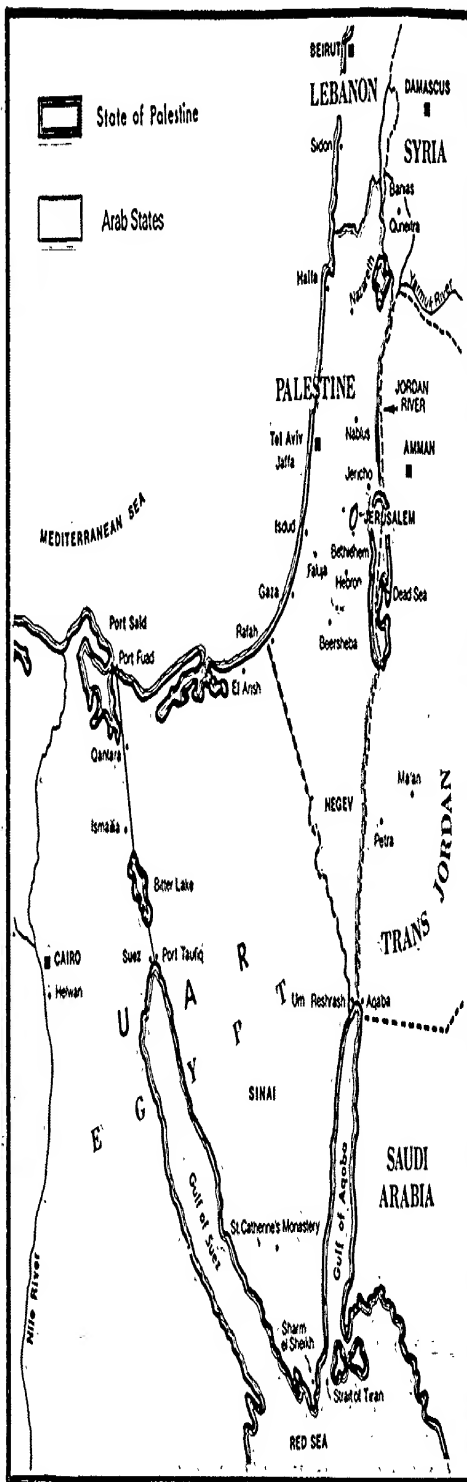 BEIRUT
LEBANON
DAMASCUS
State of Palestine
Sidon
SYRIA
Banas
Arab States
Quneitra
Haifa
Nazareth
Yarmuk River
PALESTINE
JORDAN
RIVER
Tel Aviv
Nablus
Jaffa
AMMAN
Jericho
MEDITERRANEAN SEA
JERUSALEM
Isdud
Bethlehem
Faluja
Hebron
Gaza
Dead Sea
Port Said
Rafah
Beersheba
Port Fuad
El Arish
Qantara
Ma'an
NEGEV
Ismailia
Petra
TRANS JORDAN
Bitter Lake
CAIRO
Suez
Port Taufiq
UAR
Helwan
Um Reshrash
Aqaba
EGYPT
SINAI
SAUDI
ARABIA
Gulf of Aqaba
Gulf of Suez
St. Catherine's Monastery
Nile River
Sharm
el Sheikh
Strait of Tiran
RED SEA